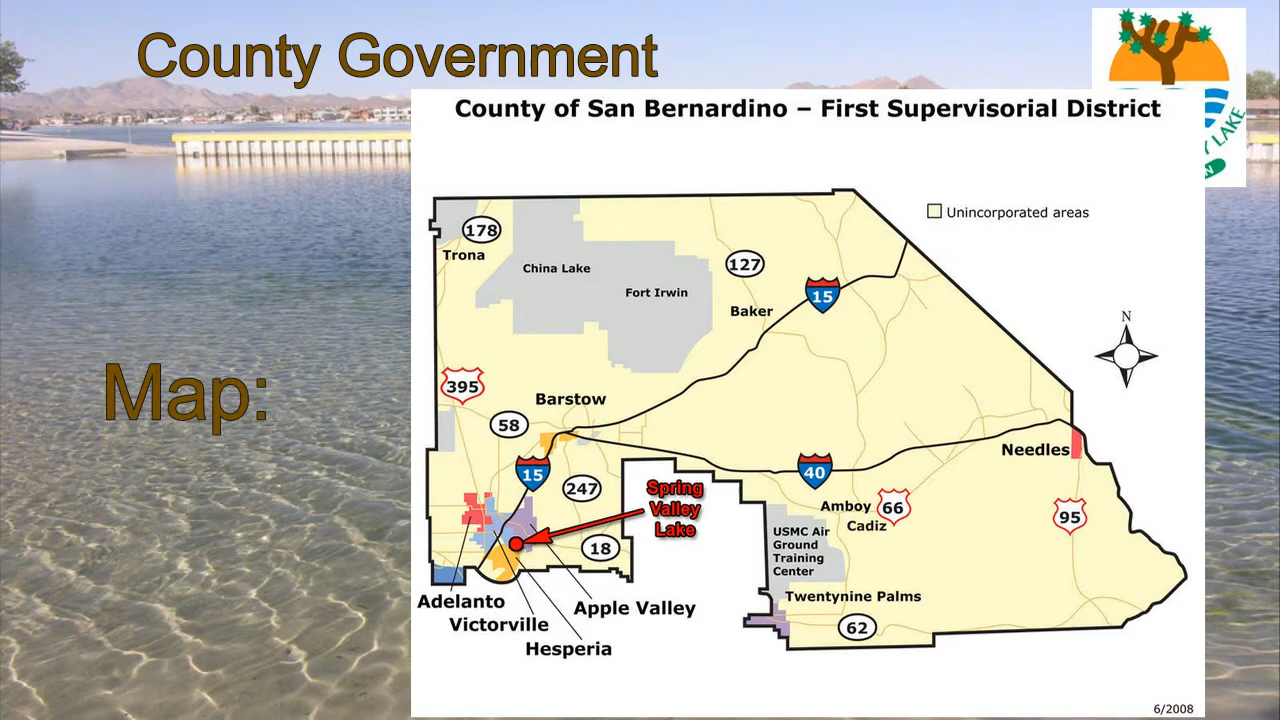 County Government
County of San Bernardino – First Supervisorial District
LAKE
Unincorporated areas
178
Trona
China Lake
127
Fort Irwin
15
Baker
N
Map:
395
Barstow
58
Needles
15
40
247
Spring
Valley
Lake
Amboy
66
Cadiz
95
USMC Air
Ground
Training
Center
18
Adelanto
Apple Valley
Twentynine Palms
Victorville
62
Hesperia
6/2008